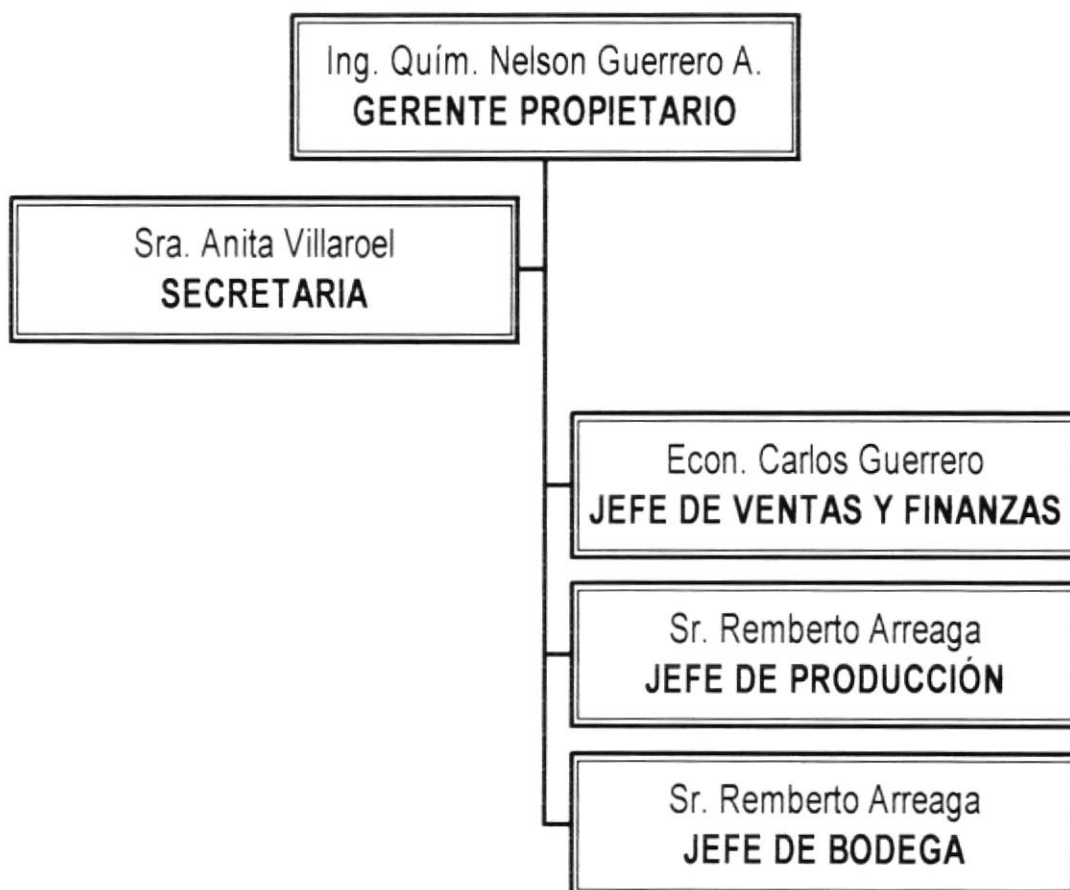 Ing. Quím. Nelson Guerrero A.
GERENTE PROPIETARIO
Sra. Anita Villaroel
SECRETARIA
Econ. Carlos Guerrero
JEFE DE VENTAS Y FINANZAS
Sr. Remberto Arreaga
JEFE DE PRODUCCIÓN
Sr. Remberto Arreaga
JEFE DE BODEGA